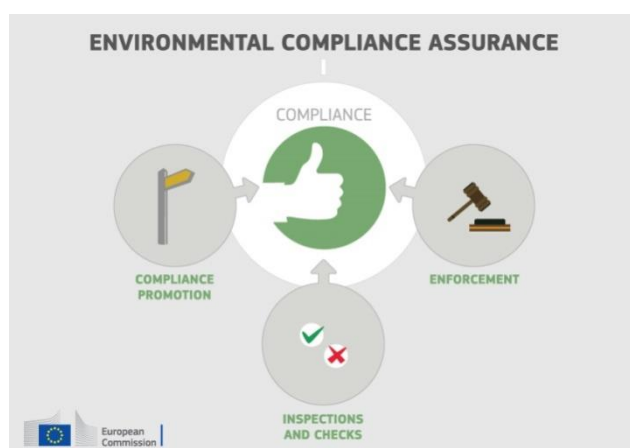 ENVIRONMENTAL COMPLIANCE ASSURANCE
COMPLIANCE
COMPLIANCE
PROMOTION
ENFORCEMENT
INSPECTIONS
AND CHECKS
European
Commission